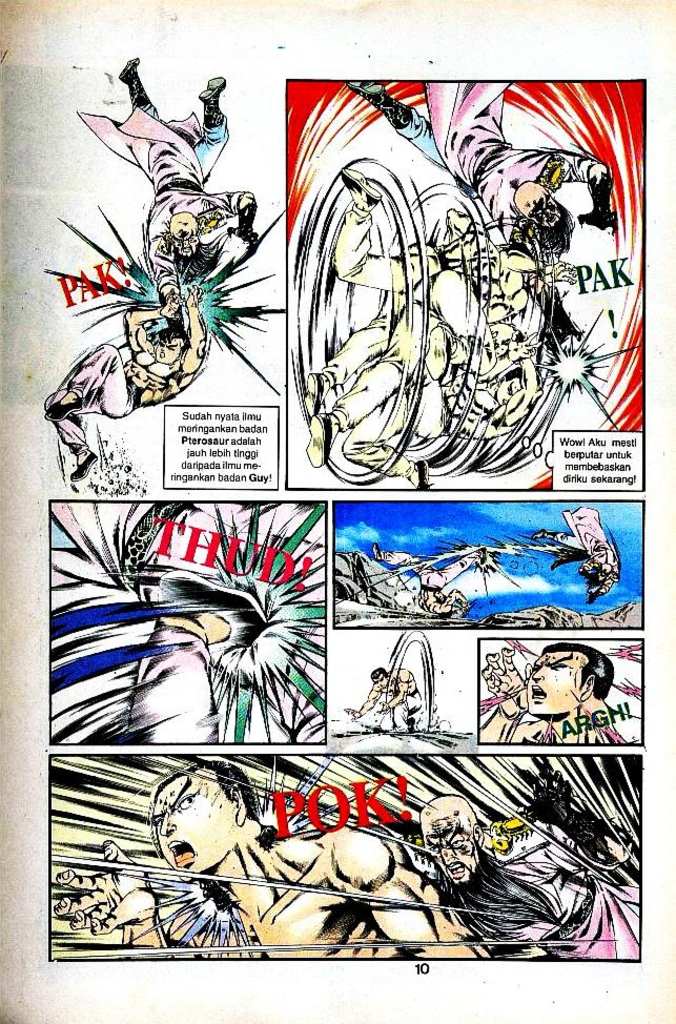 PAK!
Sudah nyata ilmu
meringankan badan
Pterosaur adalah
jauh lebih tinggi
daripada ilmu me-
ringankan badan Guy!
PAK
!
Wow! Aku mesti
berputar untuk
membebaskan
diriku sekarang!
THUD!
ARGH!
POK!
10